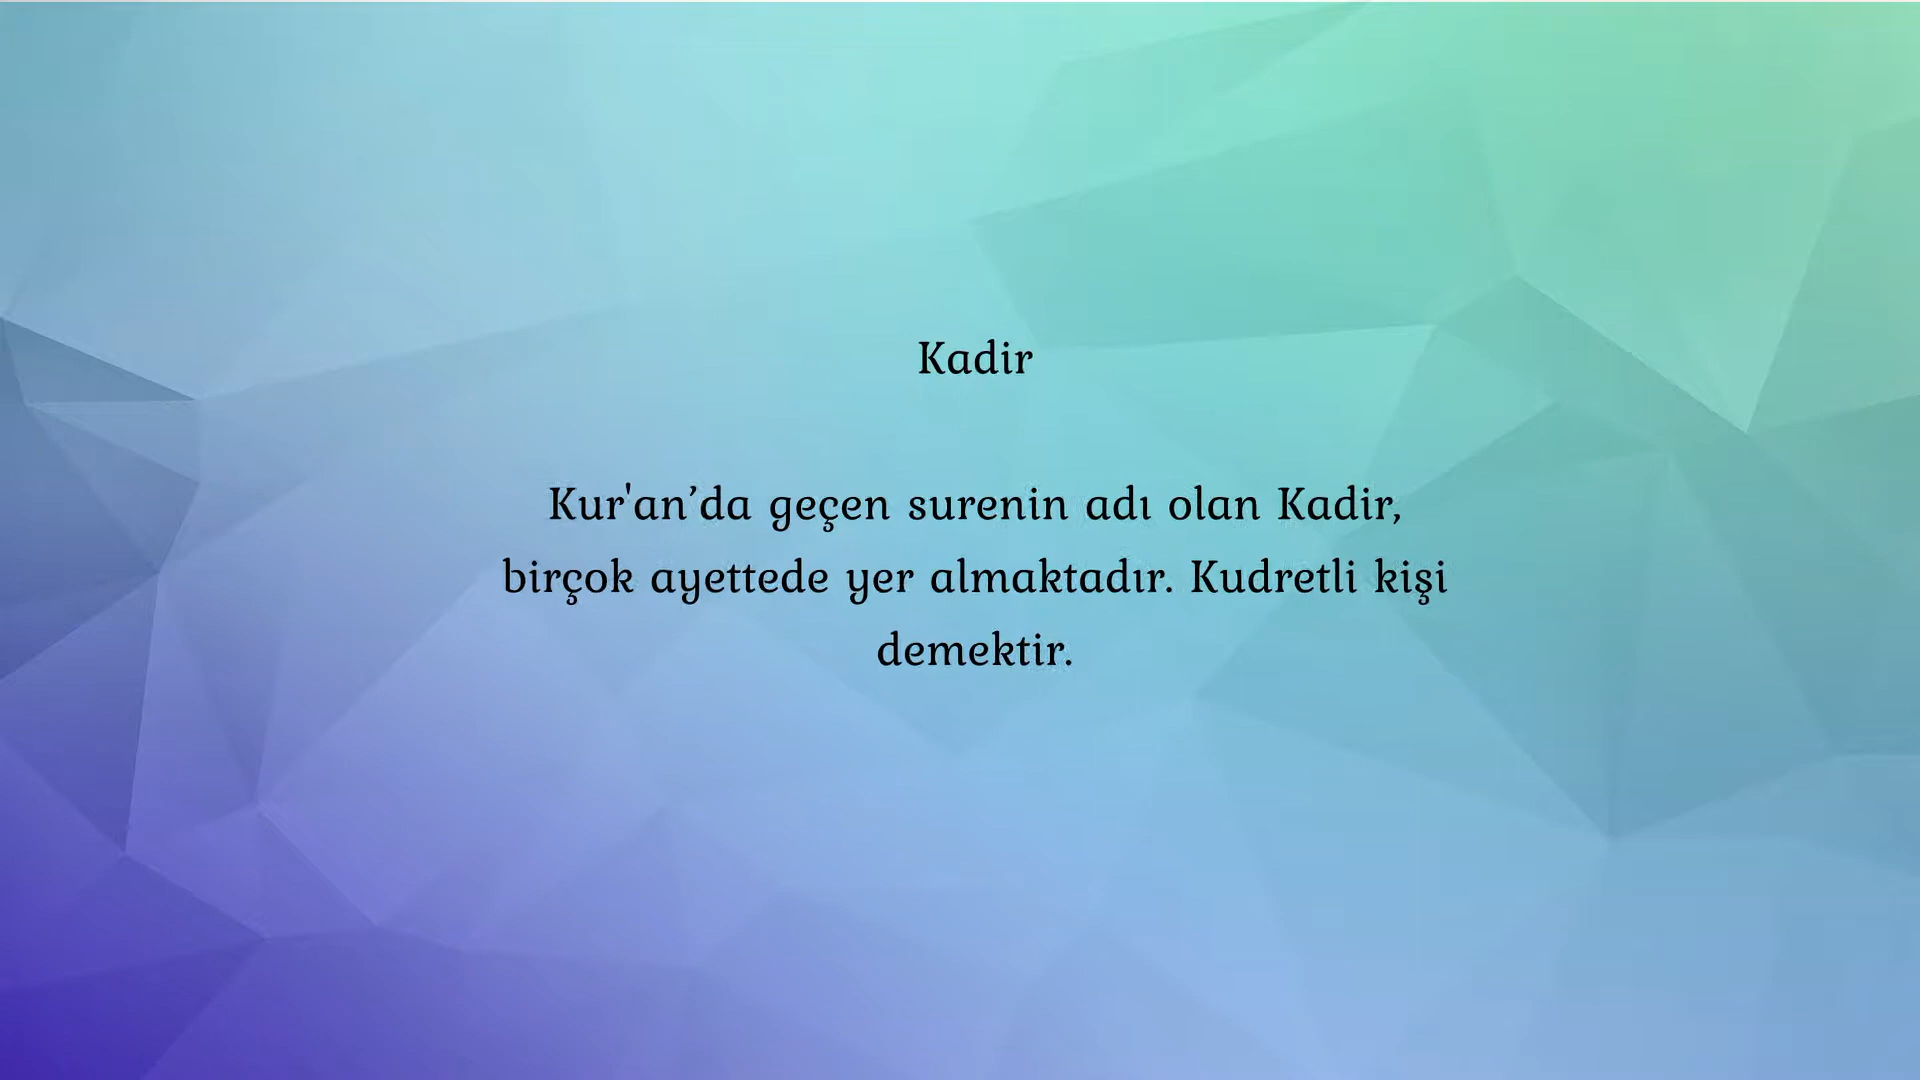 Kadir
Kur'an’da geçen surenin adı olan Kadir,
birçok ayettede yer almaktadır. Kudretli kişi
demektir.